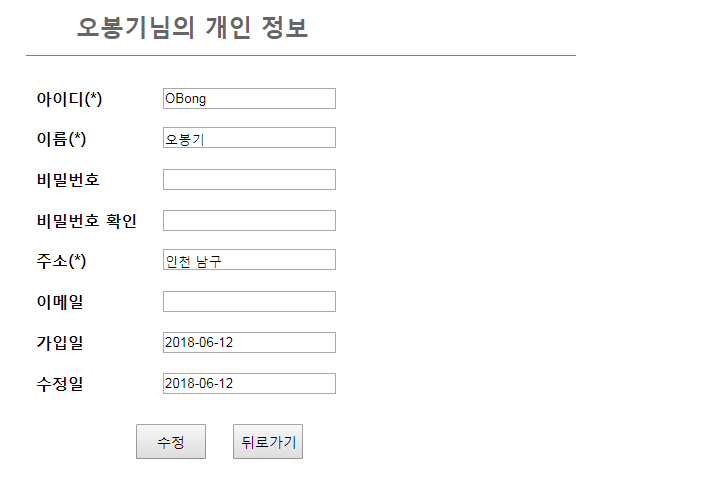 오봉기님의 개인 정보
아이디(*) OBong
이름(*) 오봉기
비밀번호
비밀번호 확인
주소(*) 인천 남구
이메일
가입일 2018-06-12
수정일 2018-06-12
수정 뒤로가기